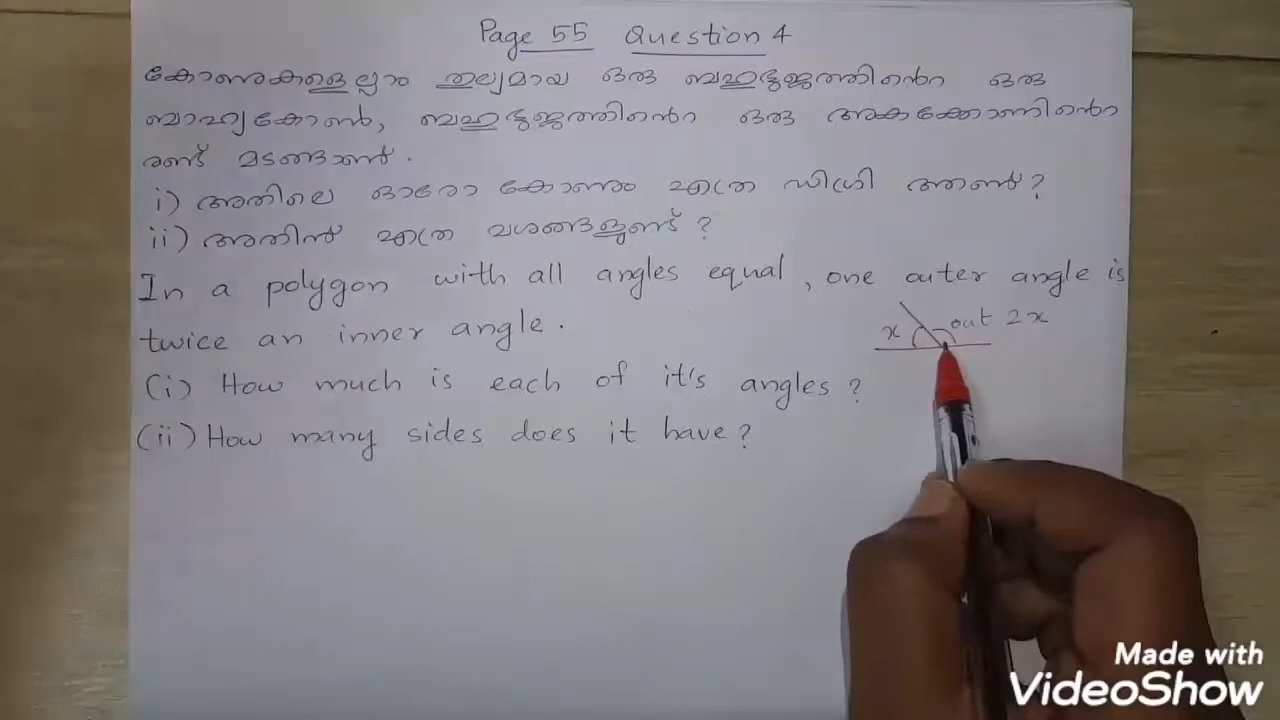 Page 55 Question 4
കോണുകളെല്ലാം തുല്യമായ ഒരു ബഹുഭുജത്തിന്റെ ഒരു
ബാഹ്യകോൺ, ബഹുഭുജത്തിന്റെ ഒരു അകക്കോണിന്റെ
രണ്ട് മടങ്ങാണ്.
i) അതിലെ ഓരോ കോണും എത്ര ഡിഗ്രി ആണ്?
ii) അതിന് എത്ര വശങ്ങളുണ്ട്?
In a polygon with all angles equal, one outer angle is
twice an inner angle.
x out 2x
(i) How much is each of it's angles?
(ii) How many sides does it have?
Made with
VideoShow